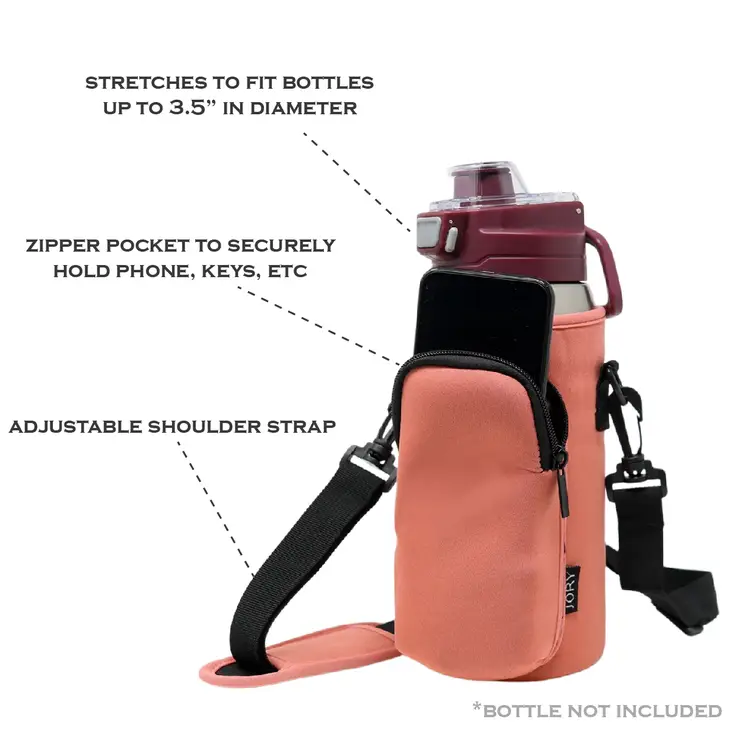 STRETCHES TO FIT BOTTLES
UP TO 3.5” IN DIAMETER
ZIPPER POCKET TO SECURELY
HOLD PHONE, KEYS, ETC
ADJUSTABLE SHOULDER STRAP
JORY
*BOTTLE NOT INCLUDED